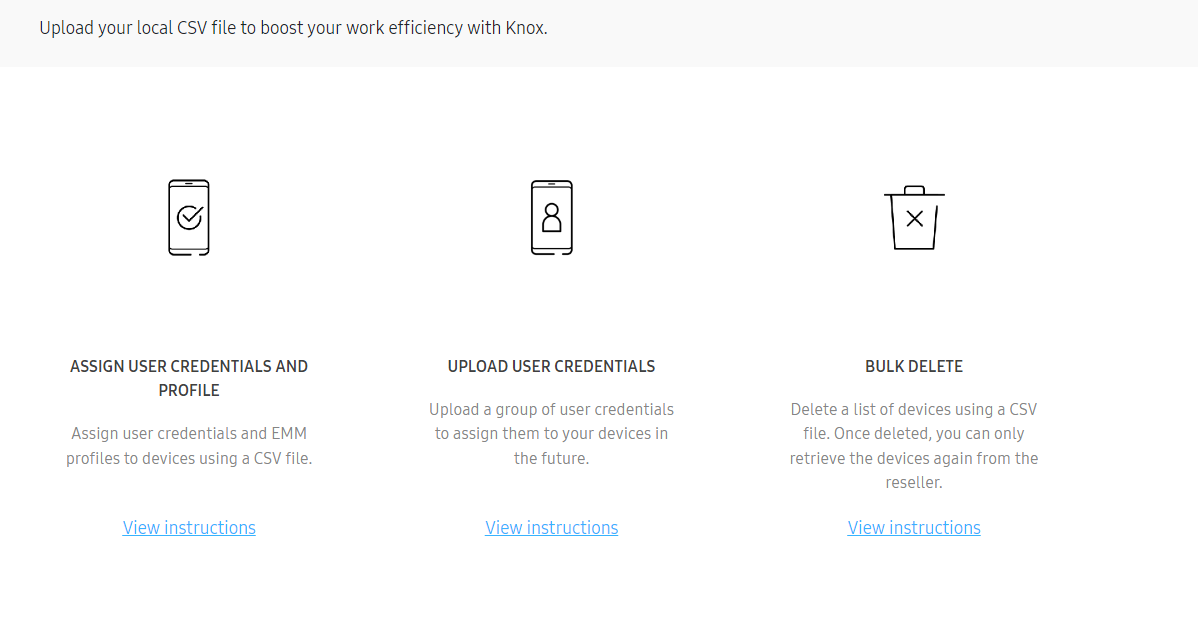 Upload your local CSV file to boost your work efficiency with Knox.
ASSIGN USER CREDENTIALS AND
PROFILE
Assign user credentials and EMM
profiles to devices using a CSV file.
View instructions
UPLOAD USER CREDENTIALS
Upload a group of user credentials
to assign them to your devices in
the future.
View instructions
BULK DELETE
Delete a list of devices using a CSV
file. Once deleted, you can only
retrieve the devices again from the
reseller.
View instructions